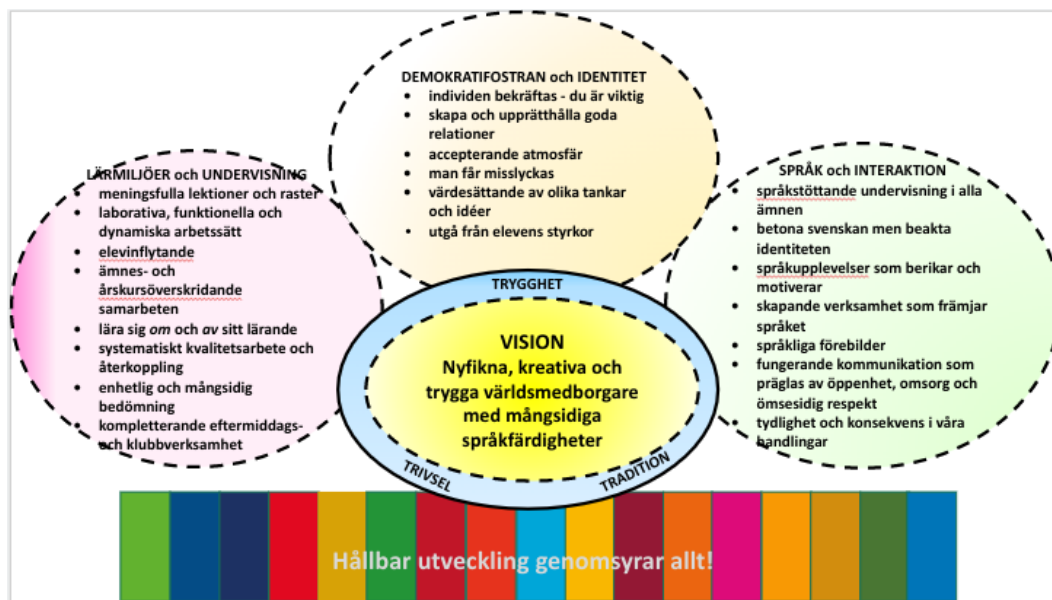 DEMOKRATIFOSTRAN och IDENTITET
• individen bekräftas - du är viktig
• skapa och upprätthålla goda
relationer
• accepterande atmosfär
• man får misslyckas
• värdesättande av olika tankar
och idéer
• utgå från elevens styrkor
LÄRMILJÖER och UNDERVISNING
• meningsfulla lektioner och raster
• laborativa, funktionella och
dynamiska arbetssätt
• elevinflytande
• ämnes- och
årskursöverskridande
samarbeten
• lära sig om och av sitt lärande
• systematiskt kvalitetsarbete och
återkoppling
• enhetlig och mångsidig
bedömning
• kompletterande eftermiddags-
och klubbverksamhet
SPRÅK och INTERAKTION
• språkstöttande undervisning i alla
ämnen
• betona svenskan men beakta
identiteten
• språkupplevelser som berikar och
motiverar
• skapande verksamhet som främjar
språket
• språkliga förebilder
• fungerande kommunikation som
präglas av öppenhet, omsorg och
ömsesidig respekt
• tydlighet och konsekvens i våra
handlingar
TRYGGHET
VISION
Nyfikna, kreativa och
trygga världsmedborgare
med mångsidiga
språkfärdigheter
TRIVSEL
TRADITION
Hållbar utveckling genomsyrar allt!